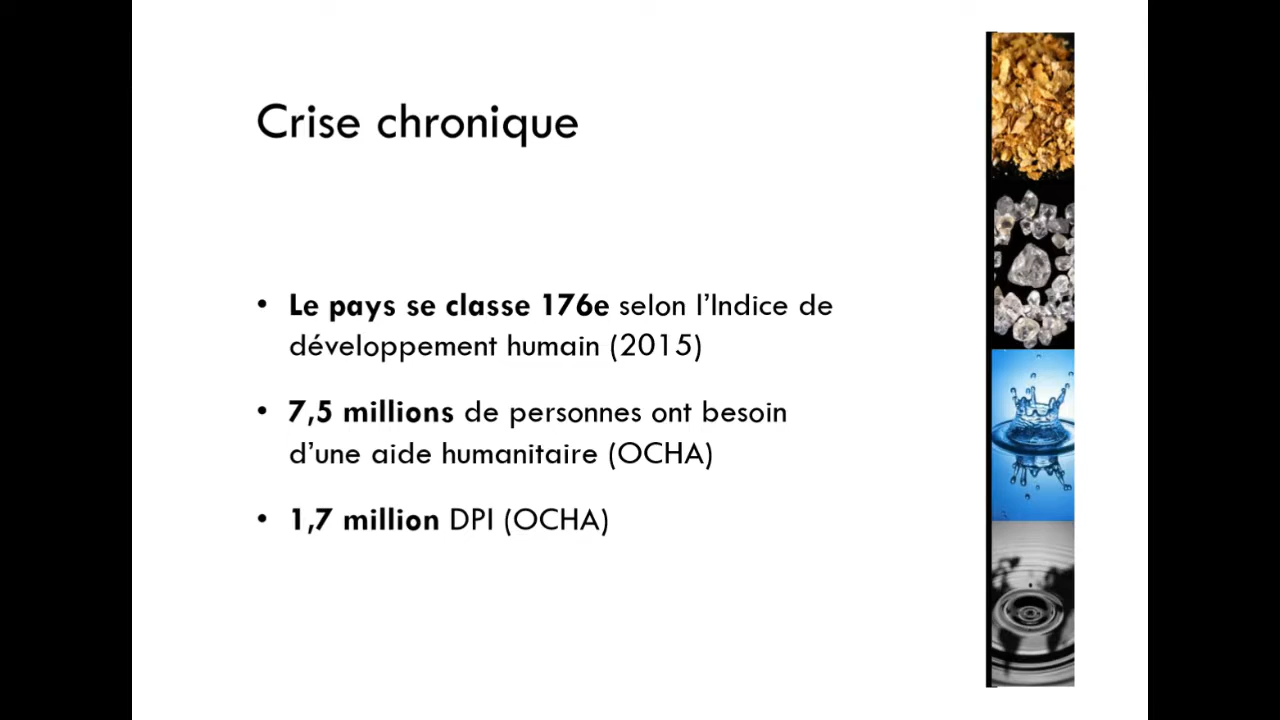 Crise chronique
• Le pays se classe 176e selon l’Indice de
développement humain (2015)
• 7,5 millions de personnes ont besoin
d’une aide humanitaire (OCHA)
• 1,7 million DPI (OCHA)